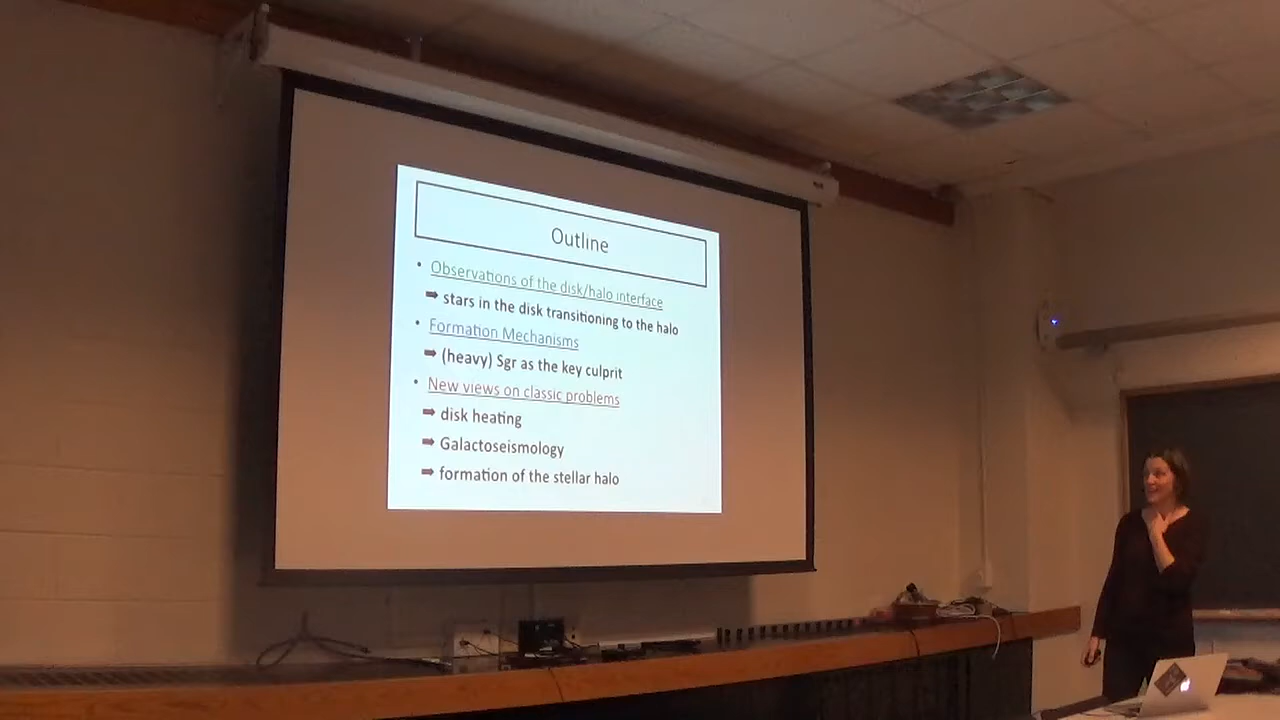 Outline
• Observations of the disk/halo interface
➡ stars in the disk transitioning to the halo
• Formation Mechanisms
➡ (heavy) Sgr as the key culprit
• New views on classic problems
➡ disk heating
➡ Galactoseismology
➡ formation of the stellar halo